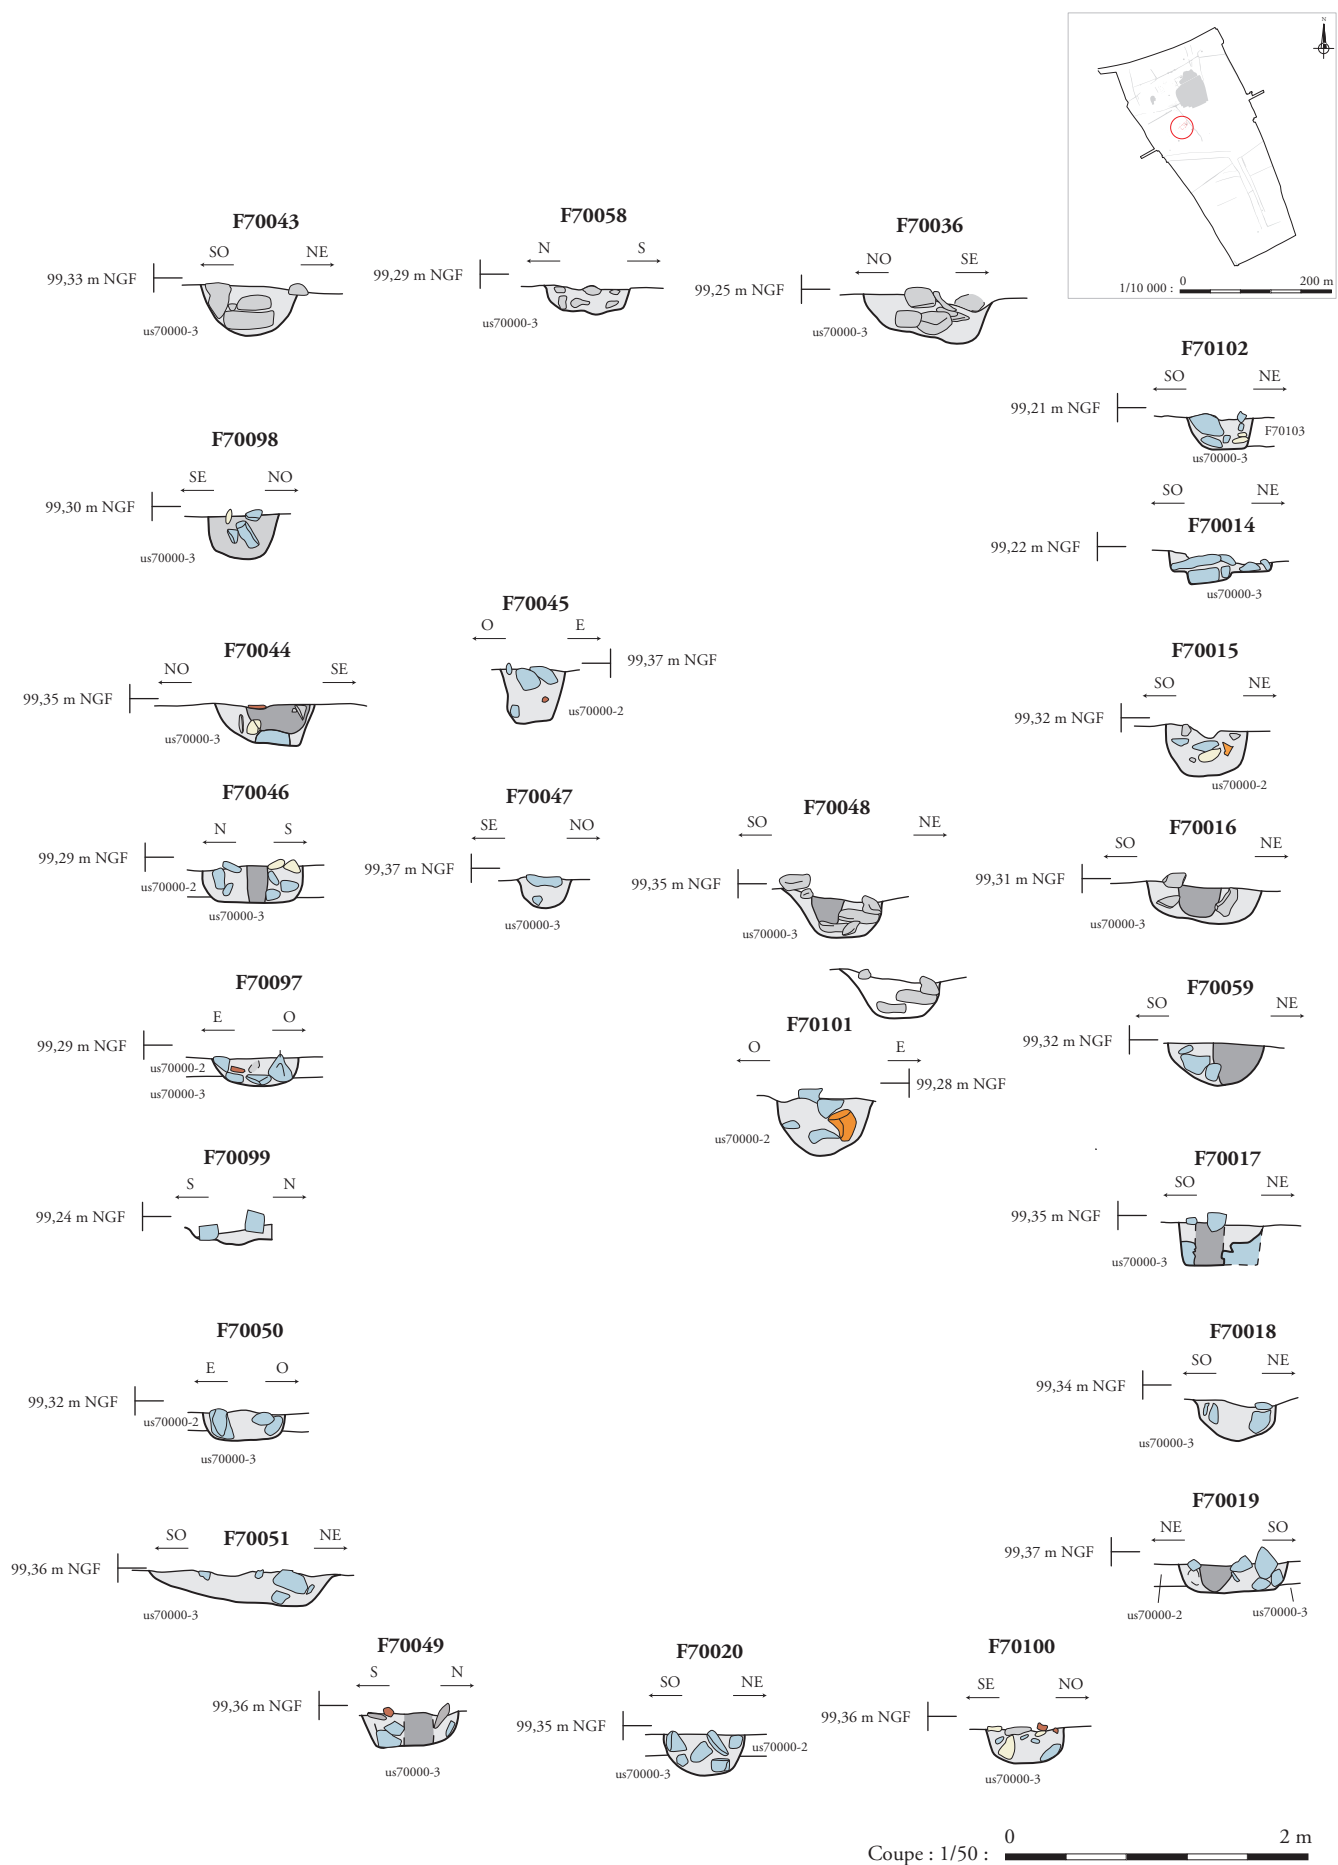 N
0 200 m
1/10 000 :
F70043
SO NE
99,33 m NGF
us70000-3
F70058
N S
99,29 m NGF
us70000-3
F70036
NO SE
99,25 m NGF
us70000-3
F70102
SO NE
99,21 m NGF
F70103
us70000-3
F70098
SE NO
99,30 m NGF
us70000-3
F70014
SO NE
99,22 m NGF
us70000-3
F70045
O E
99,37 m NGF
us70000-2
F70044
NO SE
99,35 m NGF
us70000-3
F70015
SO NE
99,32 m NGF
us70000-2
F70046
N S
99,29 m NGF
us70000-2
us70000-3
F70047
SE NO
99,37 m NGF
us70000-3
F70048
SO NE
99,35 m NGF
us70000-3
F70016
SO NE
99,31 m NGF
us70000-3
F70097
E O
99,29 m NGF
us70000-2
us70000-3
F70101
O E
99,28 m NGF
us70000-2
F70059
SO NE
99,32 m NGF
F70099
S N
99,24 m NGF
F70017
SO NE
99,35 m NGF
us70000-3
F70050
E O
99,32 m NGF
us70000-2
us70000-3
F70018
SO NE
99,34 m NGF
us70000-3
F70051
SO NE
99,36 m NGF
us70000-3
F70019
NE SO
99,37 m NGF
us70000-2 us70000-3
F70049
S N
99,36 m NGF
us70000-3
F70020
SO NE
99,35 m NGF
us70000-2
us70000-3
F70100
SE NO
99,36 m NGF
us70000-3
0 2 m
Coupe : 1/50 :